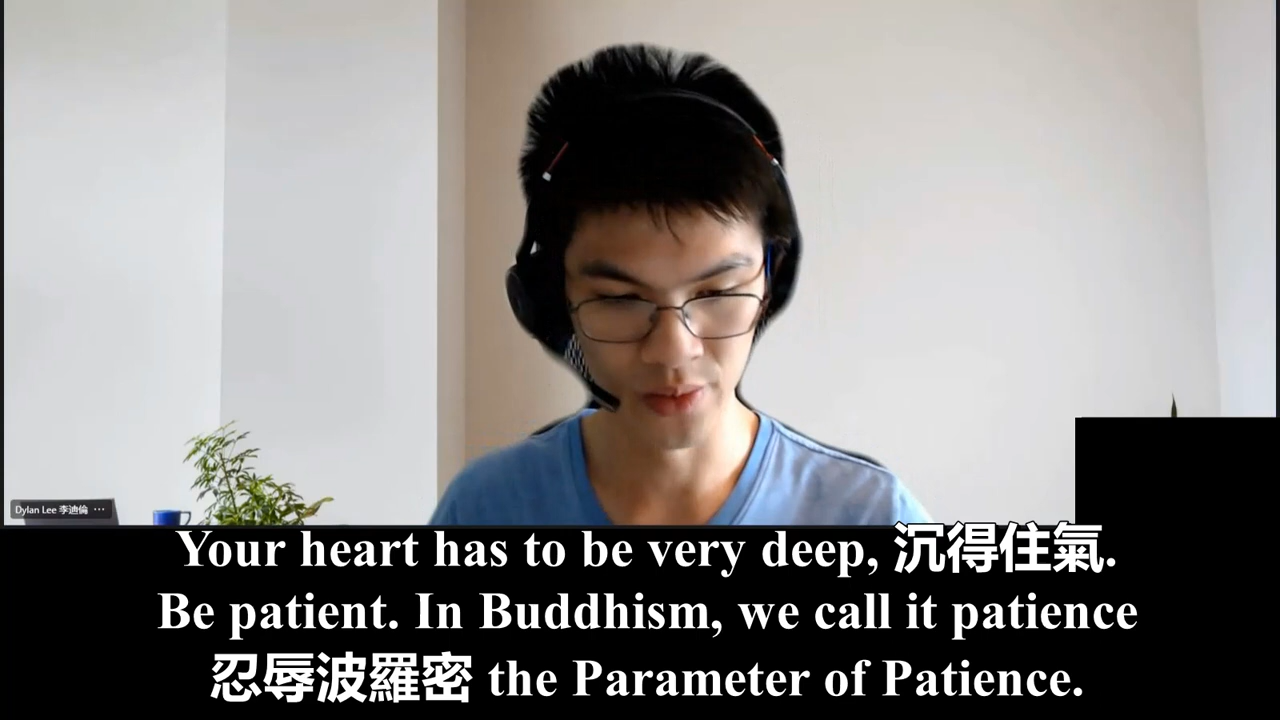 Dylan Lee 李迪倫 ···
Your heart has to be very deep, 沉得住氣.
Be patient. In Buddhism, we call it patience
忍辱波羅密 the Parameter of Patience.